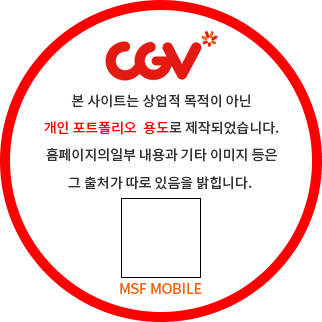 CGV
본 사이트는 상업적 목적이 아닌
개인 포트폴리오 용도로 제작되었습니다.
홈페이지의일부 내용과 기타 이미지 등은
그 출처가 따로 있음을 밝힙니다.
MSF MOBILE